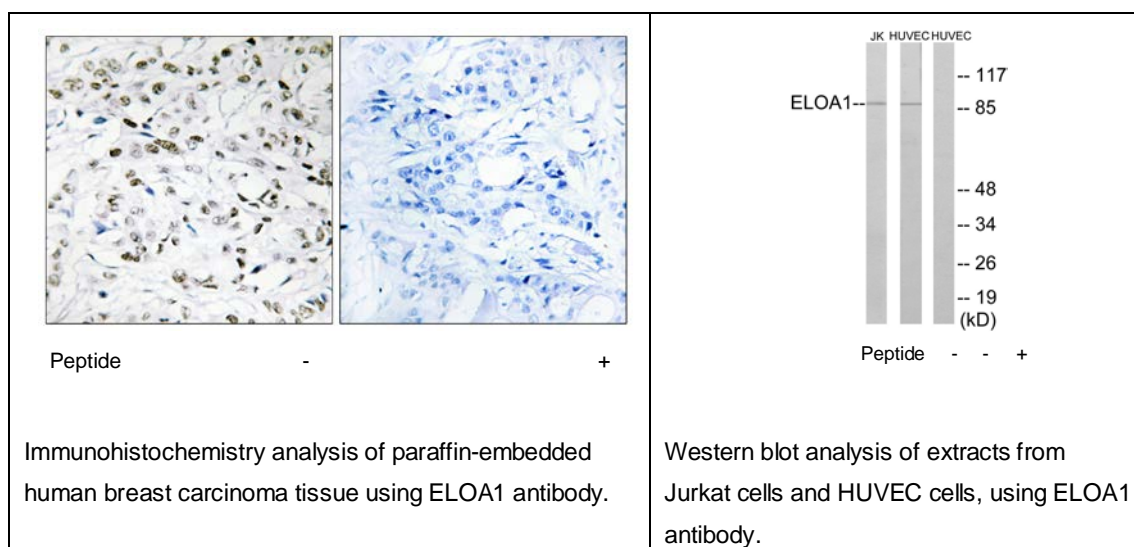 Peptide - +
Immunohistochemistry analysis of paraffin-embedded
human breast carcinoma tissue using ELOA1 antibody.
JK HUVEC HUVEC
-- 117
ELOA1--
-- 85
-- 48
-- 34
-- 26
-- 19
(kD)
Peptide - - +
Western blot analysis of extracts from
Jurkat cells and HUVEC cells, using ELOA1
antibody.